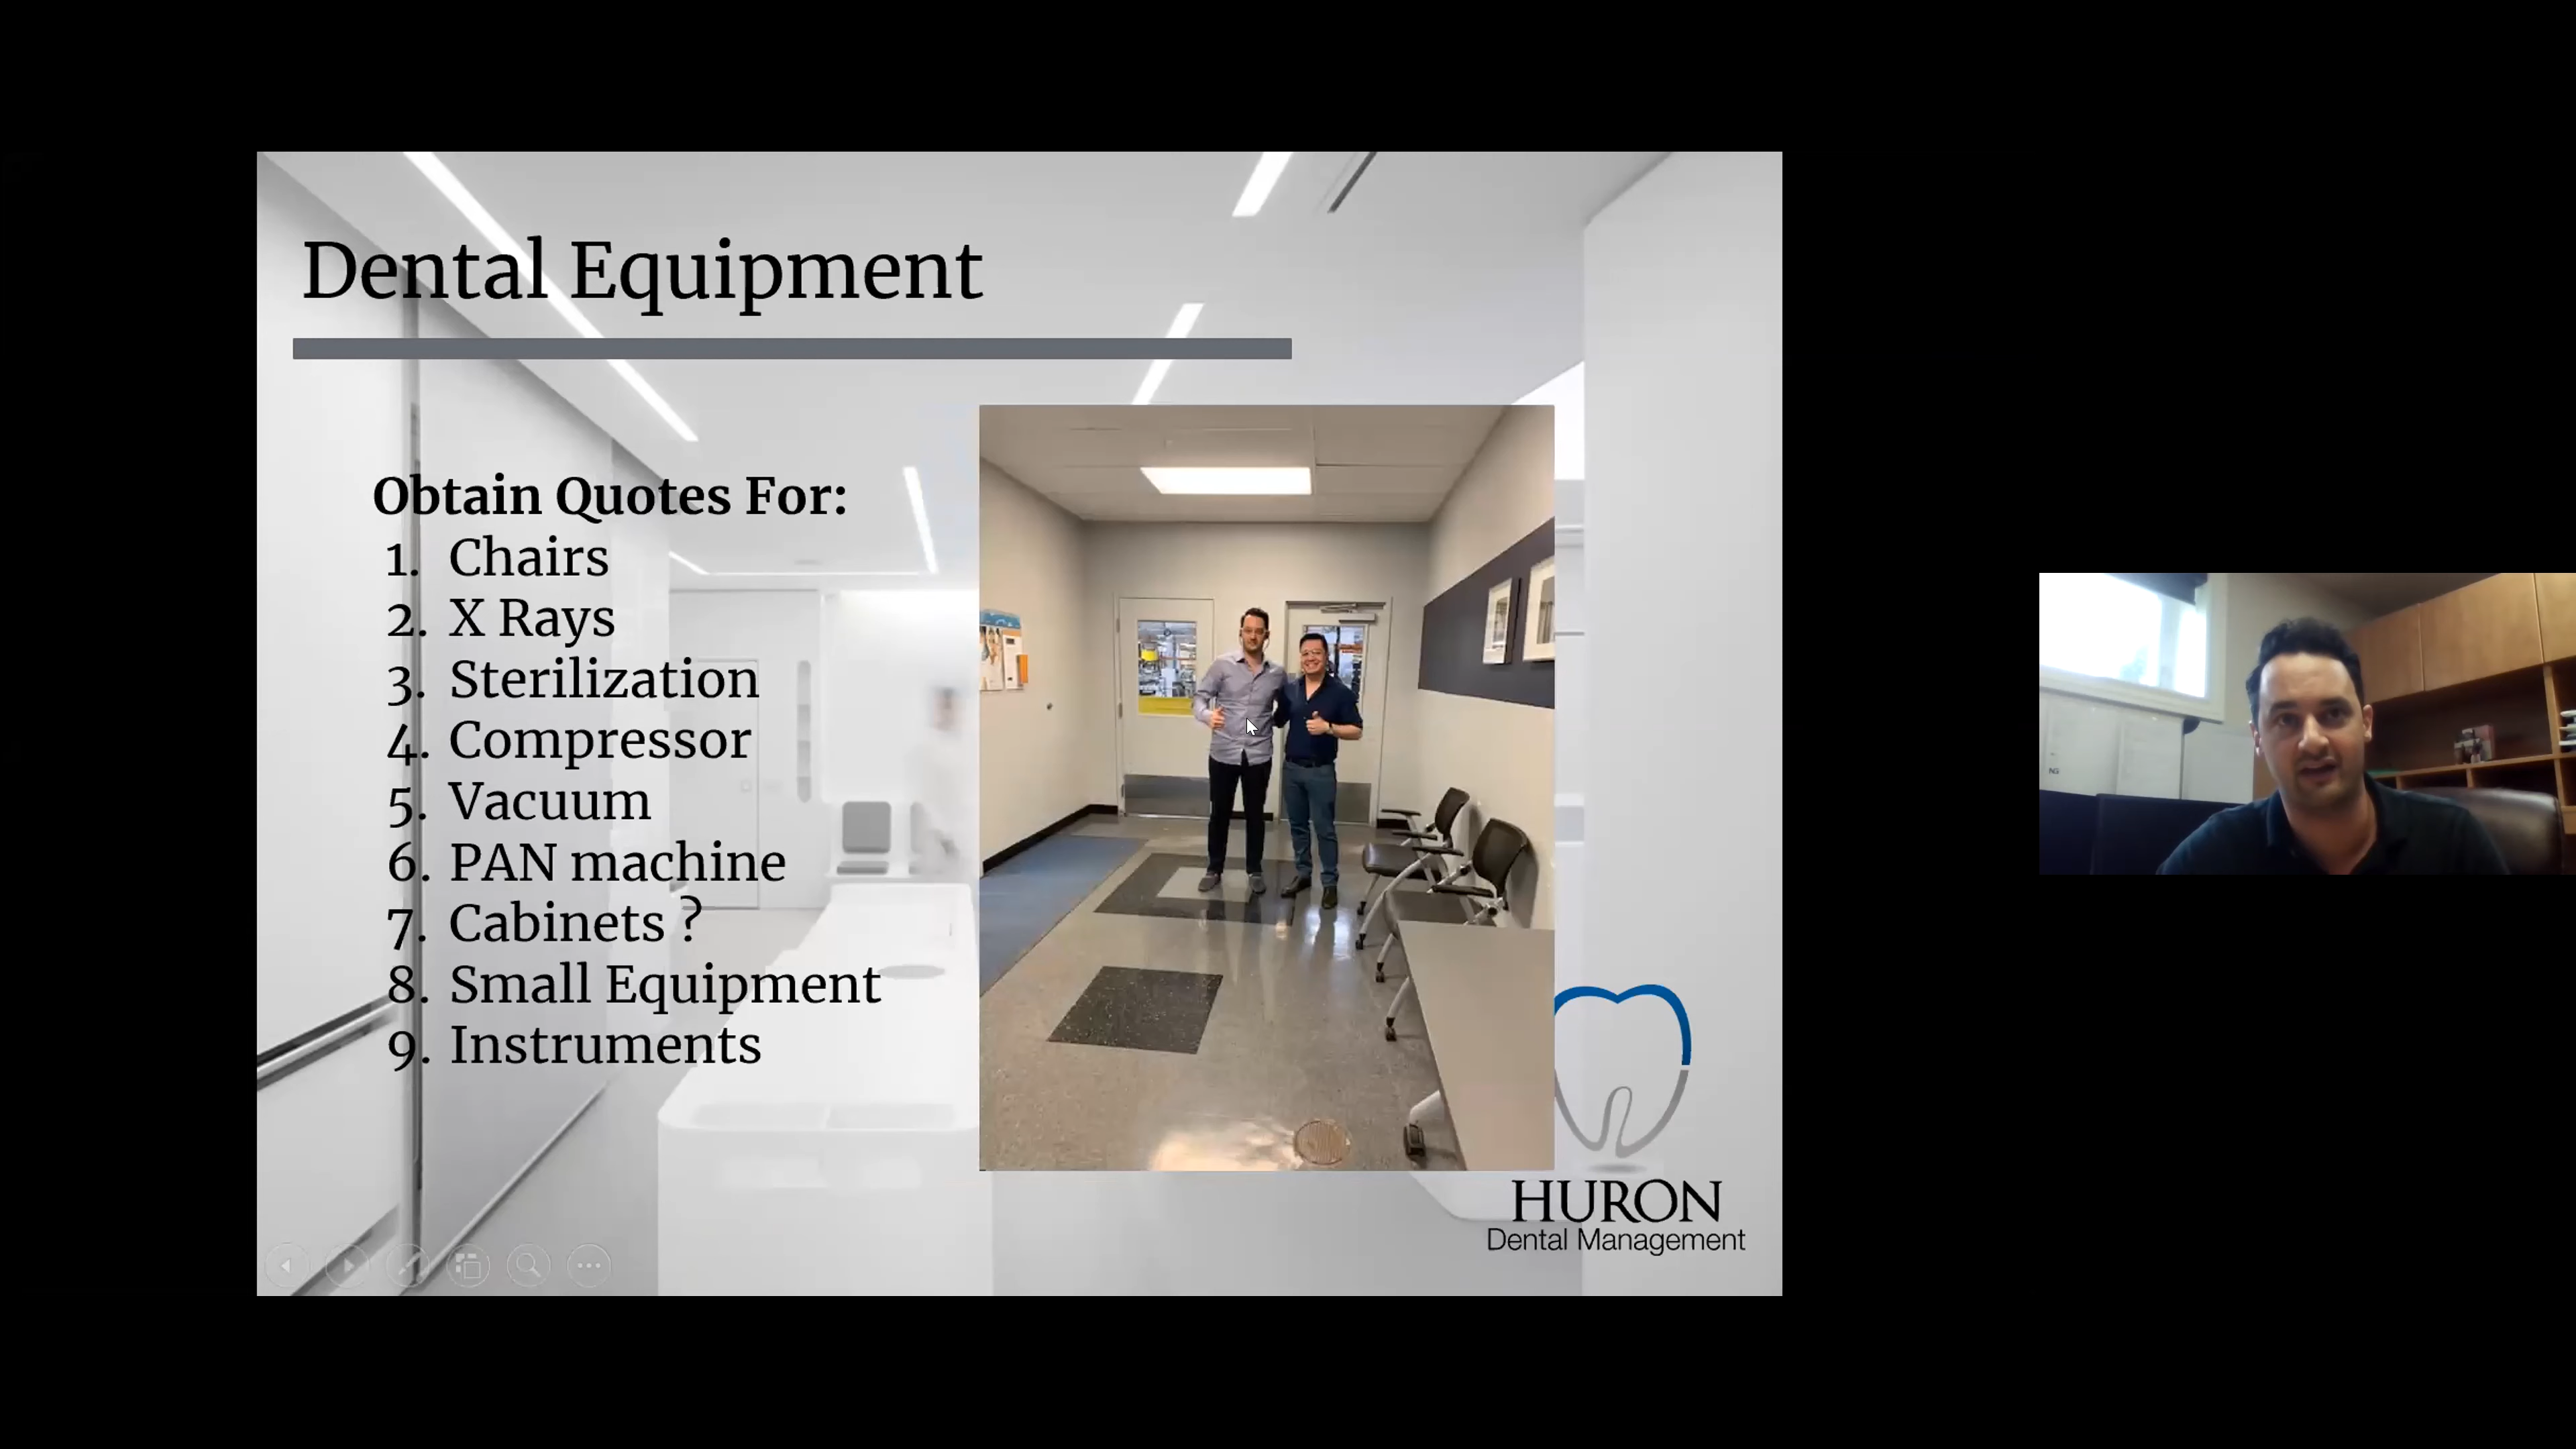 Dental Equipment
Obtain Quotes For:
1. Chairs
2. X Rays
3. Sterilization
4. Compressor
5. Vacuum
6. PAN machine
7. Cabinets ?
8. Small Equipment
9. Instruments
HURON
Dental Management